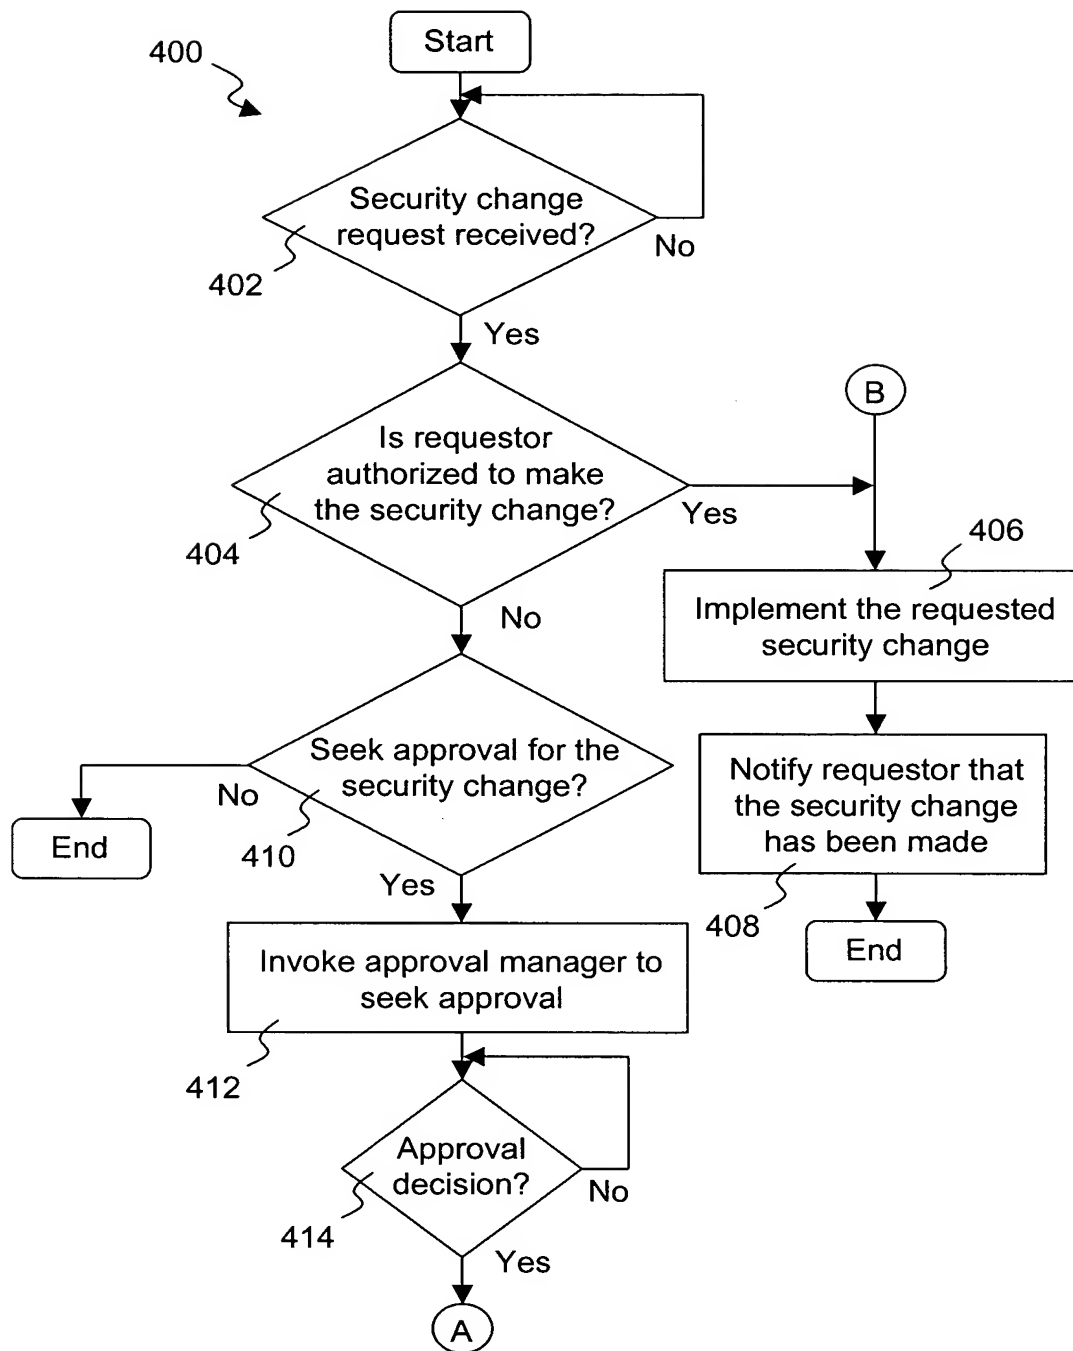 Start
400
Security change
request received?
No
402
Yes
B
Is requestor
authorized to make
the security change?
Yes
404
406
No
Implement the requested
security change
Seek approval for the
security change?
No
410
Notify requestor that
the security change
has been made
408
End
End
Yes
Invoke approval manager to
seek approval
412
Approval
decision?
No
414
Yes
A